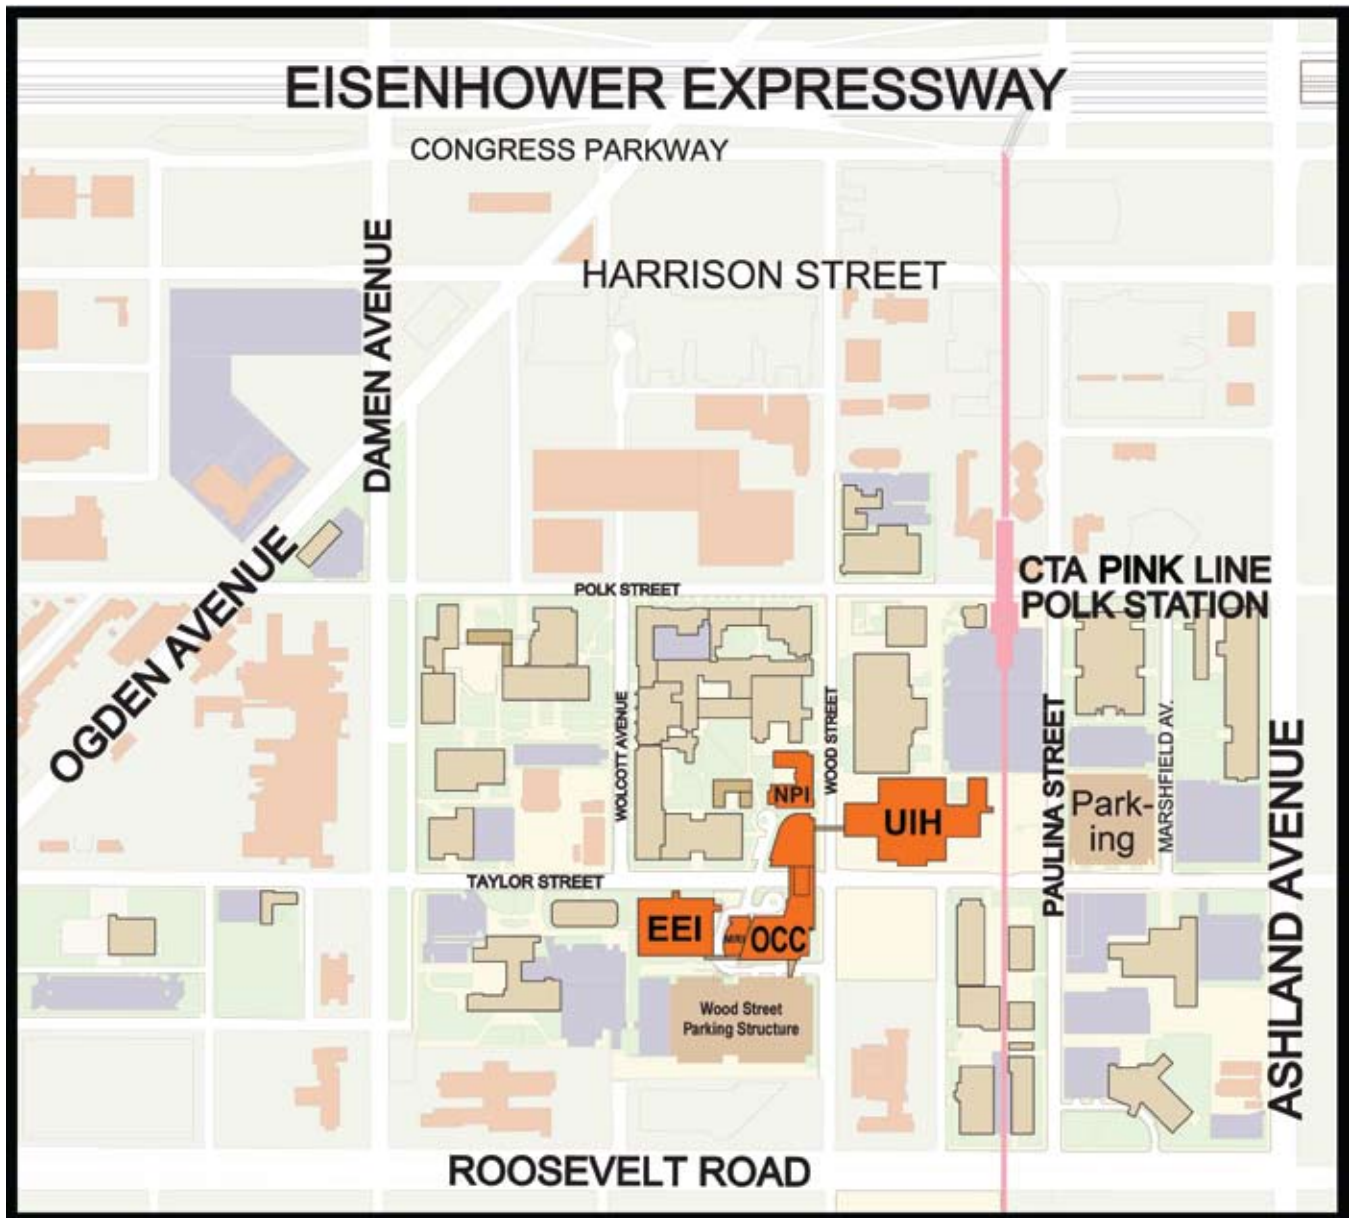 EISENHOWER EXPRESSWAY
CONGRESS PARKWAY
DAMEN AVENUE
HARRISON STREET
OGDEN AVENUE
CTA PINK LINE
POLK STATION
POLK STREET
WOLCOTT AVENUE
WOOD STREET
PAULINA STREET
MARSHFIELD AV.
ASHLAND AVENUE
NPI
UIH
Park-
ing
TAYLOR STREET
EEI
MRI
OCC
Wood Street
Parking Structure
ROOSEVELT ROAD